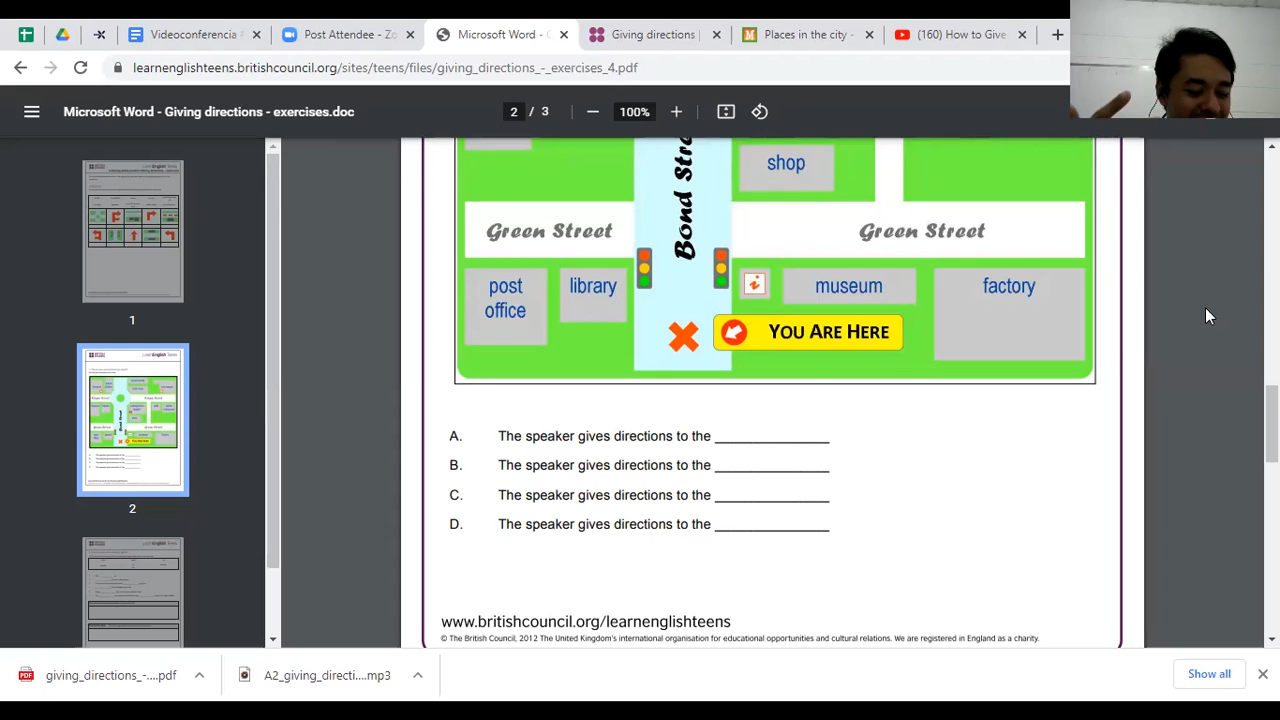 Videoconferencia
Post Attendee - Zo
Microsoft Word - G
Giving directions
Places in the city -
(160) How to Give
learnenglishteens.britishcouncil.org/sites/teens/files/giving_directions_-_exercises_4.pdf
Microsoft Word - Giving directions - exercises.doc
2 / 3
100%
shop
Bond Stre
Green Street
Green Street
post
office
library
i
museum
factory
YOU ARE HERE
A. The speaker gives directions to the ______________
B. The speaker gives directions to the ______________
C. The speaker gives directions to the ______________
D. The speaker gives directions to the ______________
www.britishcouncil.org/learnenglishteens
© The British Council, 2012 The United Kingdom's international organisation for educational opportunities and cultural relations. We are registered in England as a charity.
1
2
giving_directions_-....pdf
A2_giving_directi....mp3
Show all